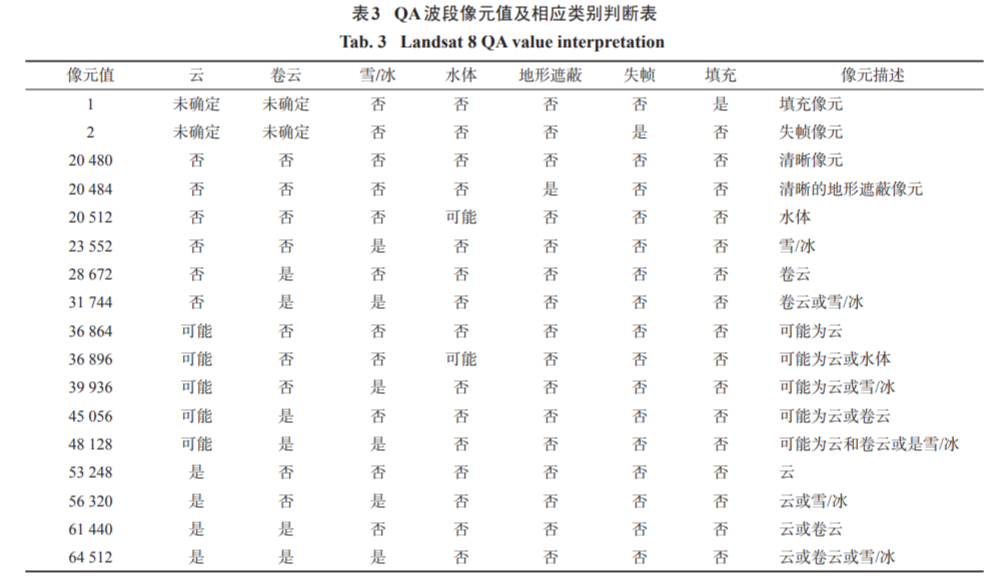 表3 QA波段像元值及相应类别判断表
Tab. 3 Landsat 8 QA value interpretation
像元值 云 卷云 雪/冰 水体 地形遮蔽 失帧 填充 像元描述
1 未确定 未确定 否 否 否 否 是 填充像元
2 未确定 未确定 否 否 否 是 否 失帧像元
20 480 否 否 否 否 否 否 否 清晰像元
20 484 否 否 否 否 是 否 否 清晰的地形遮蔽像元
20 512 否 否 否 可能 否 否 否 水体
23 552 否 否 是 否 否 否 否 雪/冰
28 672 否 是 否 否 否 否 否 卷云
31 744 否 是 是 否 否 否 否 卷云或雪/冰
36 864 可能 否 否 否 否 否 否 可能为云
36 896 可能 否 否 可能 否 否 否 可能为云或水体
39 936 可能 否 是 否 否 否 否 可能为云或雪/冰
45 056 可能 是 否 否 否 否 否 可能为云或卷云
48 128 可能 是 是 否 否 否 否 可能为云和卷云或是雪/冰
53 248 是 否 否 否 否 否 否 云
56 320 是 否 是 否 否 否 否 云或雪/冰
61 440 是 是 否 否 否 否 否 云或卷云
64 512 是 是 是 否 否 否 否 云或卷云或雪/冰